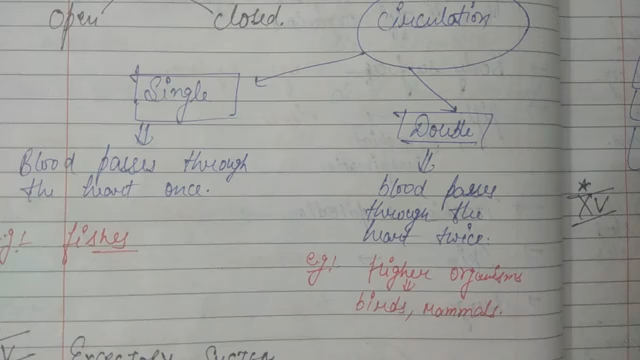 Open closed. Circulation
Single
Double
Blood passes through
the heart once.
blood passes
through the
heart twice.
eg:- fishes
eg:- Higher organisms
birds, mammals.
XV
V Excretory System